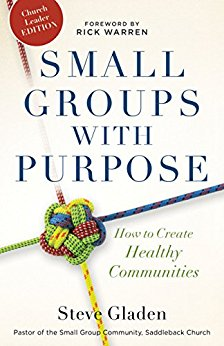 Church
Leader
EDITION
FOREWORD BY
RICK WARREN
SMALL
GROUPS
WITH
PURPOSE
How to Create
Healthy
Communities
Steve Gladen
Pastor of the Small Group Community, Saddleback Church